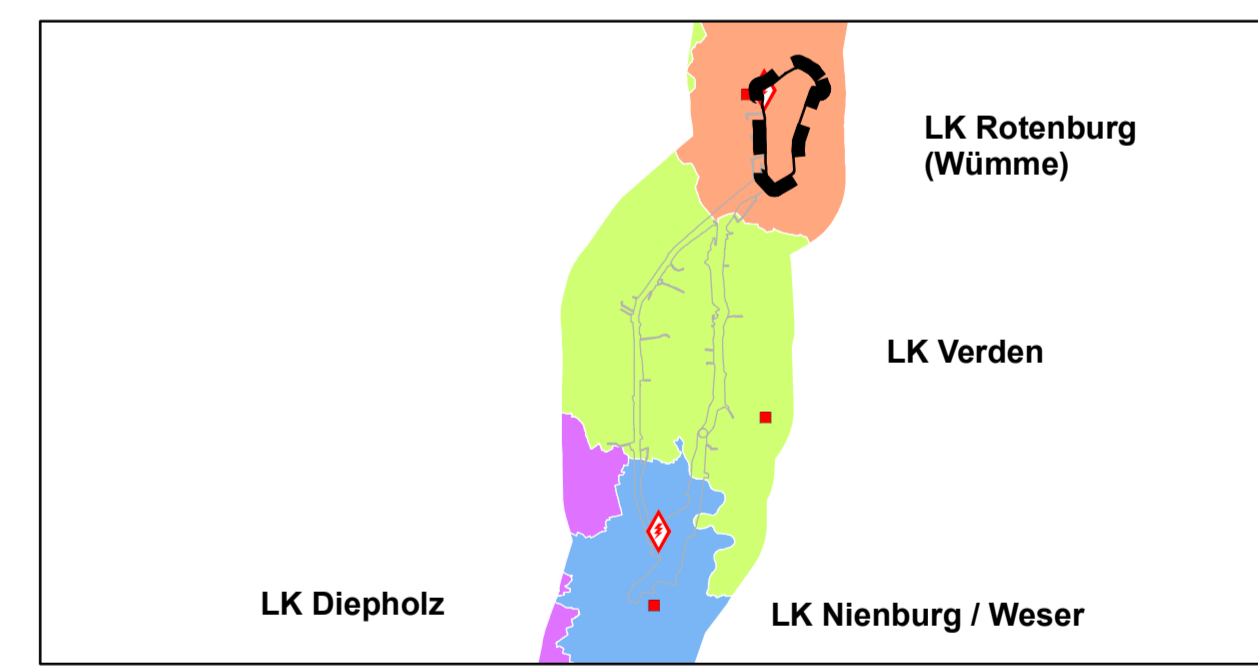 LK Rotenburg
(Wümme)
LK Verden
LK Diepholz
LK Nienburg / Weser